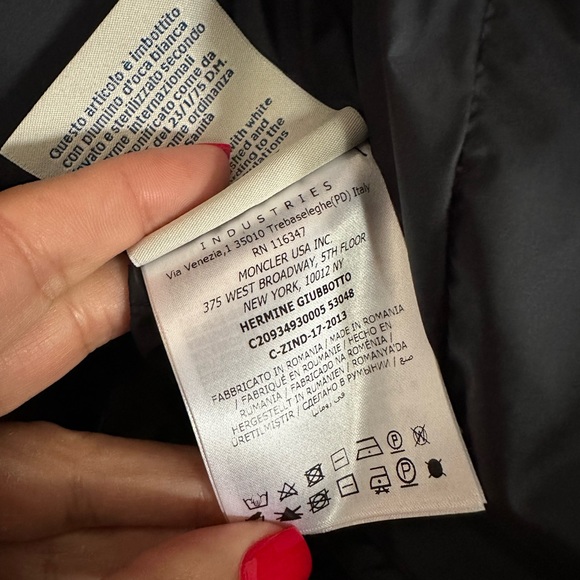 Questo articolo è imbottito
con piumino d'oca bianca
lavato e sterilizzato secondo
internazionali
come da
del 23/1/75 D.M.
ordinanza
Sanità
with white
and
to the
INDUSTRIES
Via Venezia,1 35010 Trebaseleghe(PD) Italy
RN 116347
MONCLER USA INC.
375 WEST BROADWAY, 5TH FLOOR
NEW YORK, 10012 NY
HERMINE GIUBBOTTO
C20934930005 53048
C-ZIND-17-2013
FABBRICATO IN ROMANIA / MADE IN ROMANIA
/ FABRIQUÉ EN ROUMANIE / HECHO EN
RUMANIA / FABRICADO NA ROMÉNIA /
HERGESTELLT IN RUMÄNIEN / ROMANYA'DA
ÜRETILMIŞTIR / СДЕЛАНО В РУМЫНИИ / صنع
في رومانيا